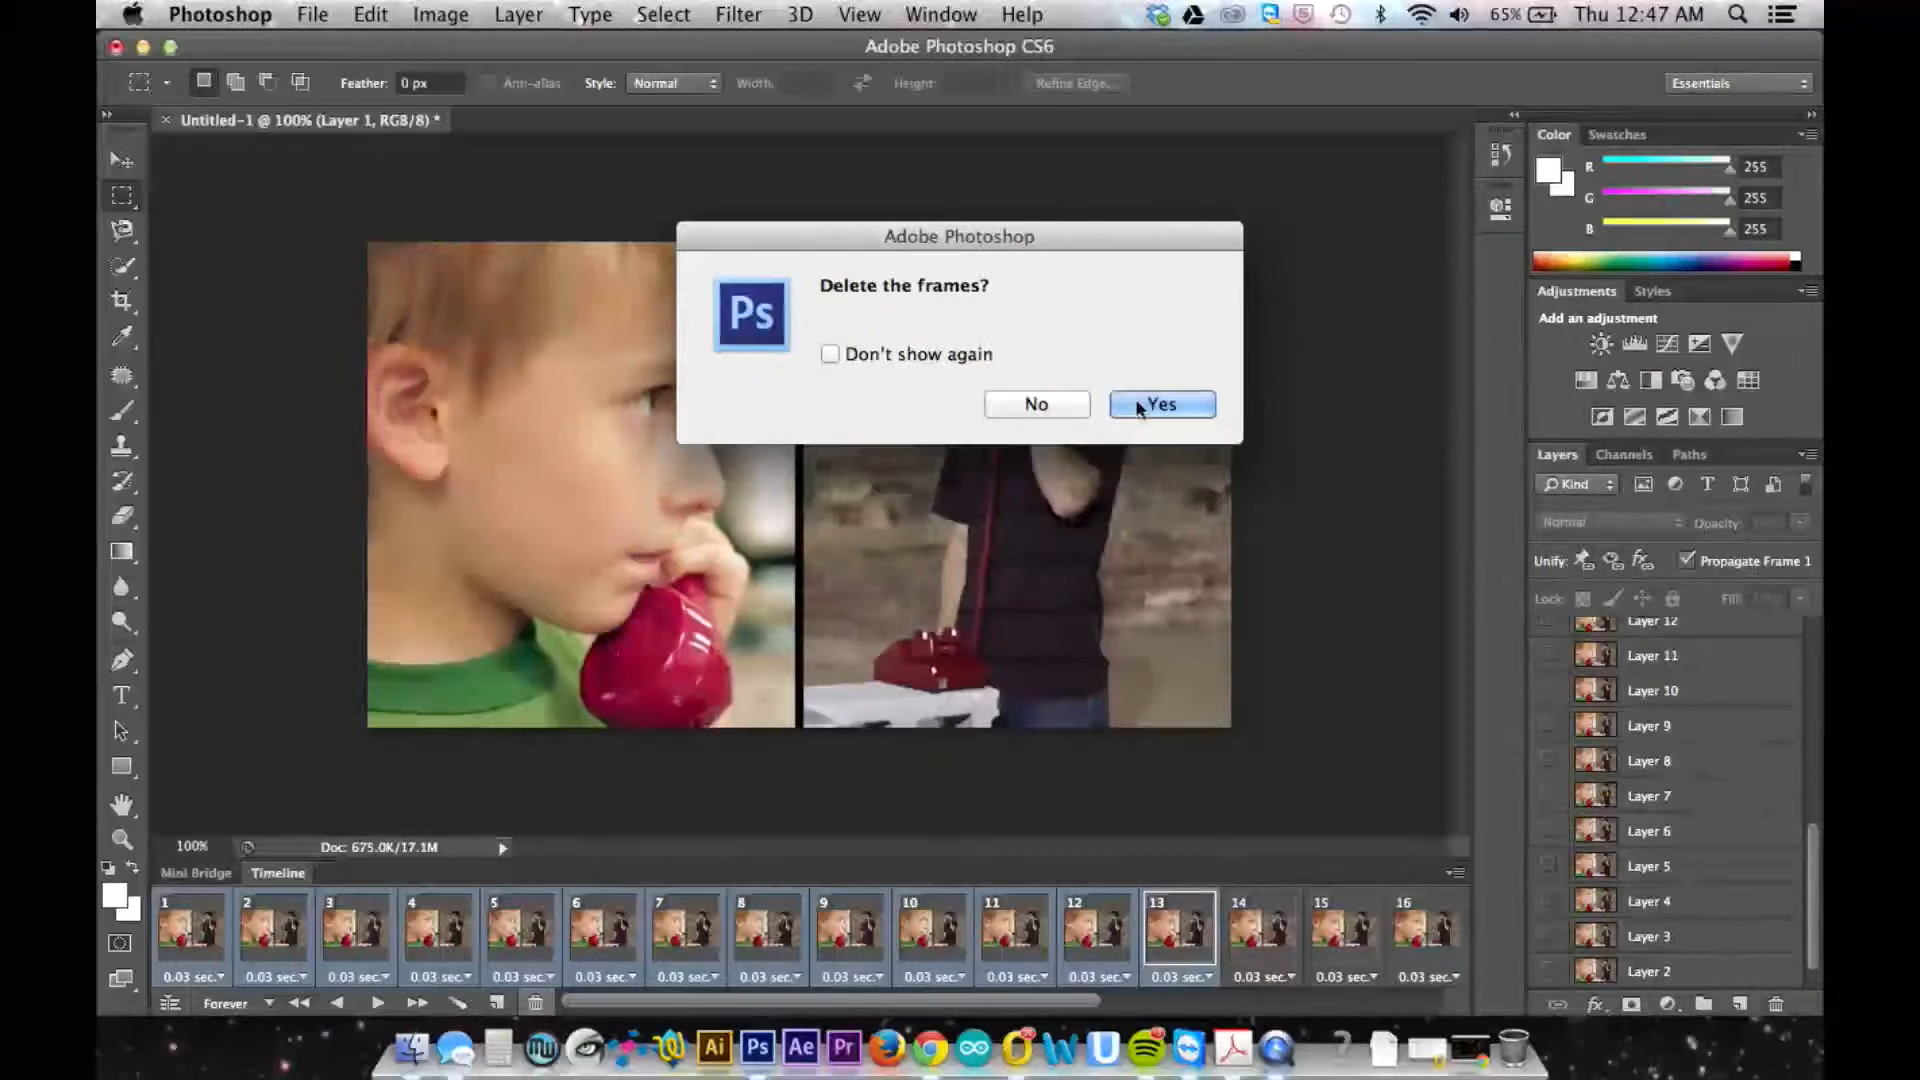 Photoshop File Edit Image Layer Type Select Filter 3D View Window Help 65% Thu 12:47 AM
Adobe Photoshop CS6
Feather: 0 px Anti-alias Style: Normal Width: Height: Refine Edge... Essentials
× Untitled-1 @ 100% (Layer 1, RGB/8) *
Color Swatches
R 255
G 255
B 255
Adobe Photoshop
Ps
Delete the frames?
Don't show again
No Yes
Adjustments Styles
Add an adjustment
Layers Channels Paths
Kind
Normal Opacity:
Unify: Propagate Frame 1
Lock: Fill:
Layer 12
Layer 11
Layer 10
Layer 9
Layer 8
Layer 7
Layer 6
Layer 5
Layer 4
Layer 3
Layer 2
100% Doc: 675.0K/17.1M
Mini Bridge Timeline
1 2 3 4 5 6 7 8 9 10 11 12 13 14 15 16
0.03 sec. 0.03 sec. 0.03 sec. 0.03 sec. 0.03 sec. 0.03 sec. 0.03 sec. 0.03 sec. 0.03 sec. 0.03 sec. 0.03 sec. 0.03 sec. 0.03 sec. 0.03 sec. 0.03 sec. 0.03 sec.
Forever
Ai Ps Ae Pr